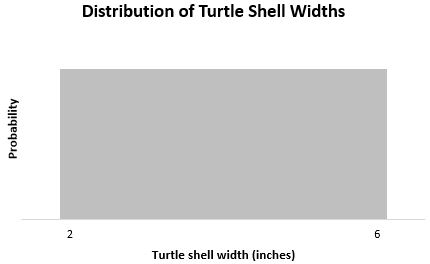 Distribution of Turtle Shell Widths
Probability
2 6
Turtle shell width (inches)